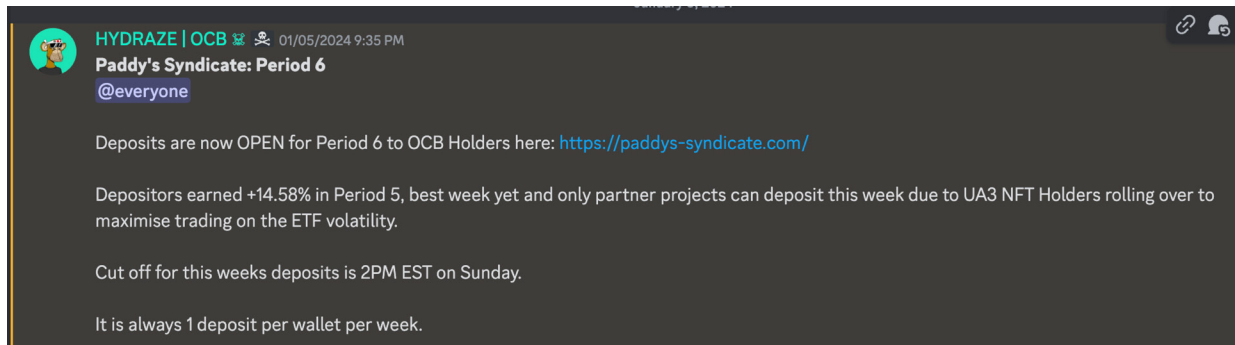 HYDRAZE | OCB ☠ ☠ 01/05/2024 9:35 PM
Paddy's Syndicate: Period 6
@everyone
Deposits are now OPEN for Period 6 to OCB Holders here: https://paddys-syndicate.com/
Depositors earned +14.58% in Period 5, best week yet and only partner projects can deposit this week due to UA3 NFT Holders rolling over to
maximise trading on the ETF volatility.
Cut off for this weeks deposits is 2PM EST on Sunday.
It is always 1 deposit per wallet per week.